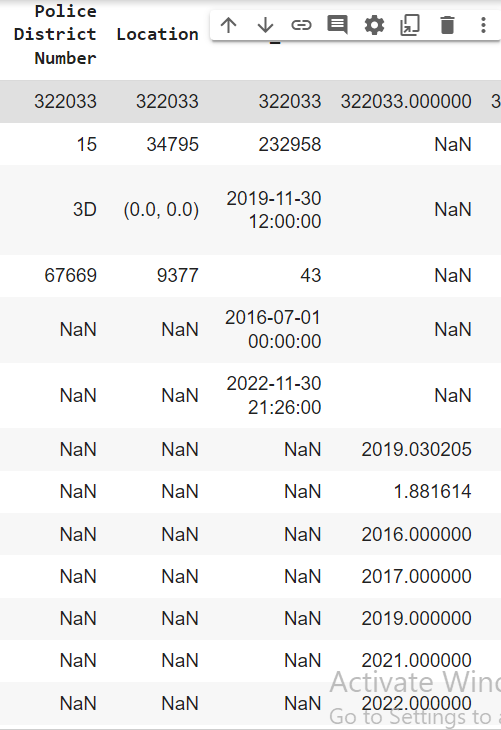 Police
District Location
Number
322033 322033 322033 322033.000000 3
15 34795 232958 NaN
3D (0.0, 0.0) 2019-11-30
12:00:00 NaN
67669 9377 43 NaN
NaN NaN 2016-07-01
00:00:00 NaN
NaN NaN 2022-11-30
21:26:00 NaN
NaN NaN NaN 2019.030205
NaN NaN NaN 1.881614
NaN NaN NaN 2016.000000
NaN NaN NaN 2017.000000
NaN NaN NaN 2019.000000
NaN NaN NaN 2021.000000
NaN NaN NaN 2022.000000
Activate Winc
Go to Settings to